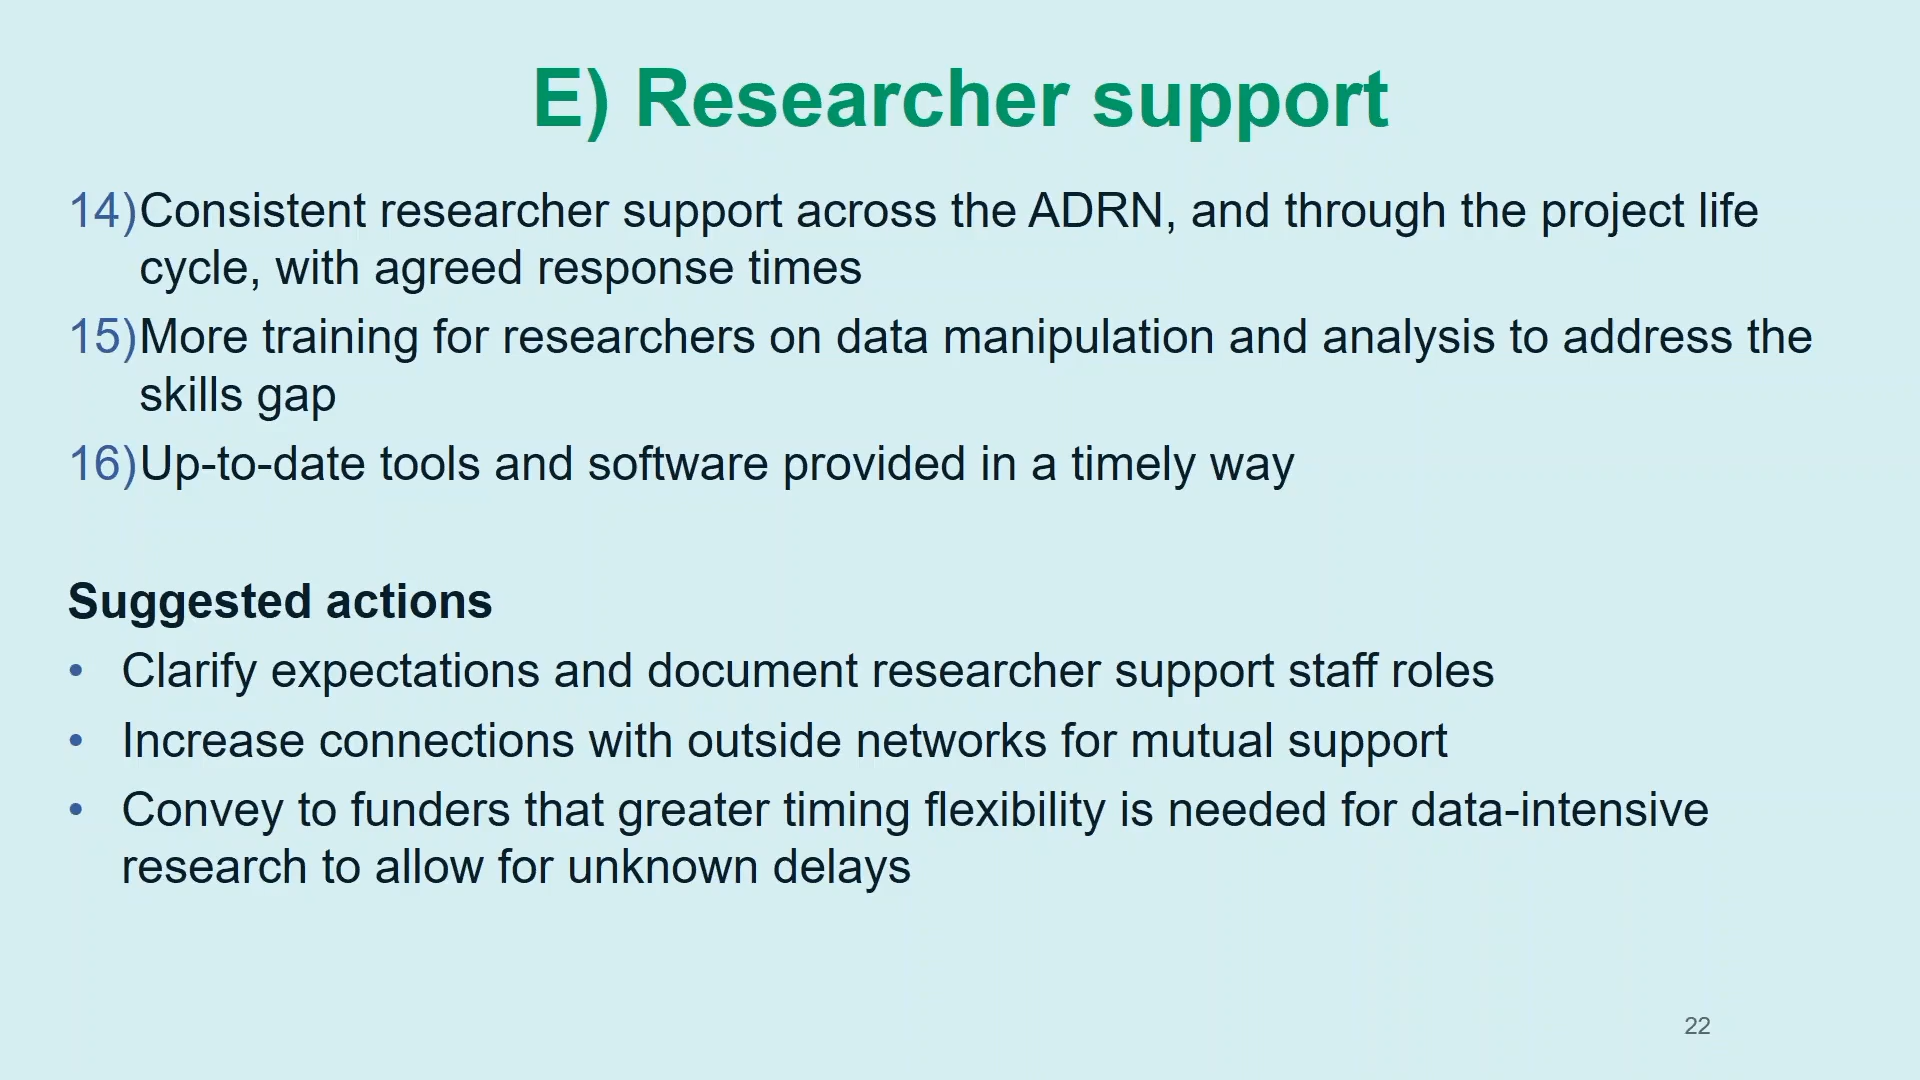 E) Researcher support
14)Consistent researcher support across the ADRN, and through the project life
cycle, with agreed response times
15)More training for researchers on data manipulation and analysis to address the
skills gap
16)Up-to-date tools and software provided in a timely way
Suggested actions
• Clarify expectations and document researcher support staff roles
• Increase connections with outside networks for mutual support
• Convey to funders that greater timing flexibility is needed for data-intensive
research to allow for unknown delays
22